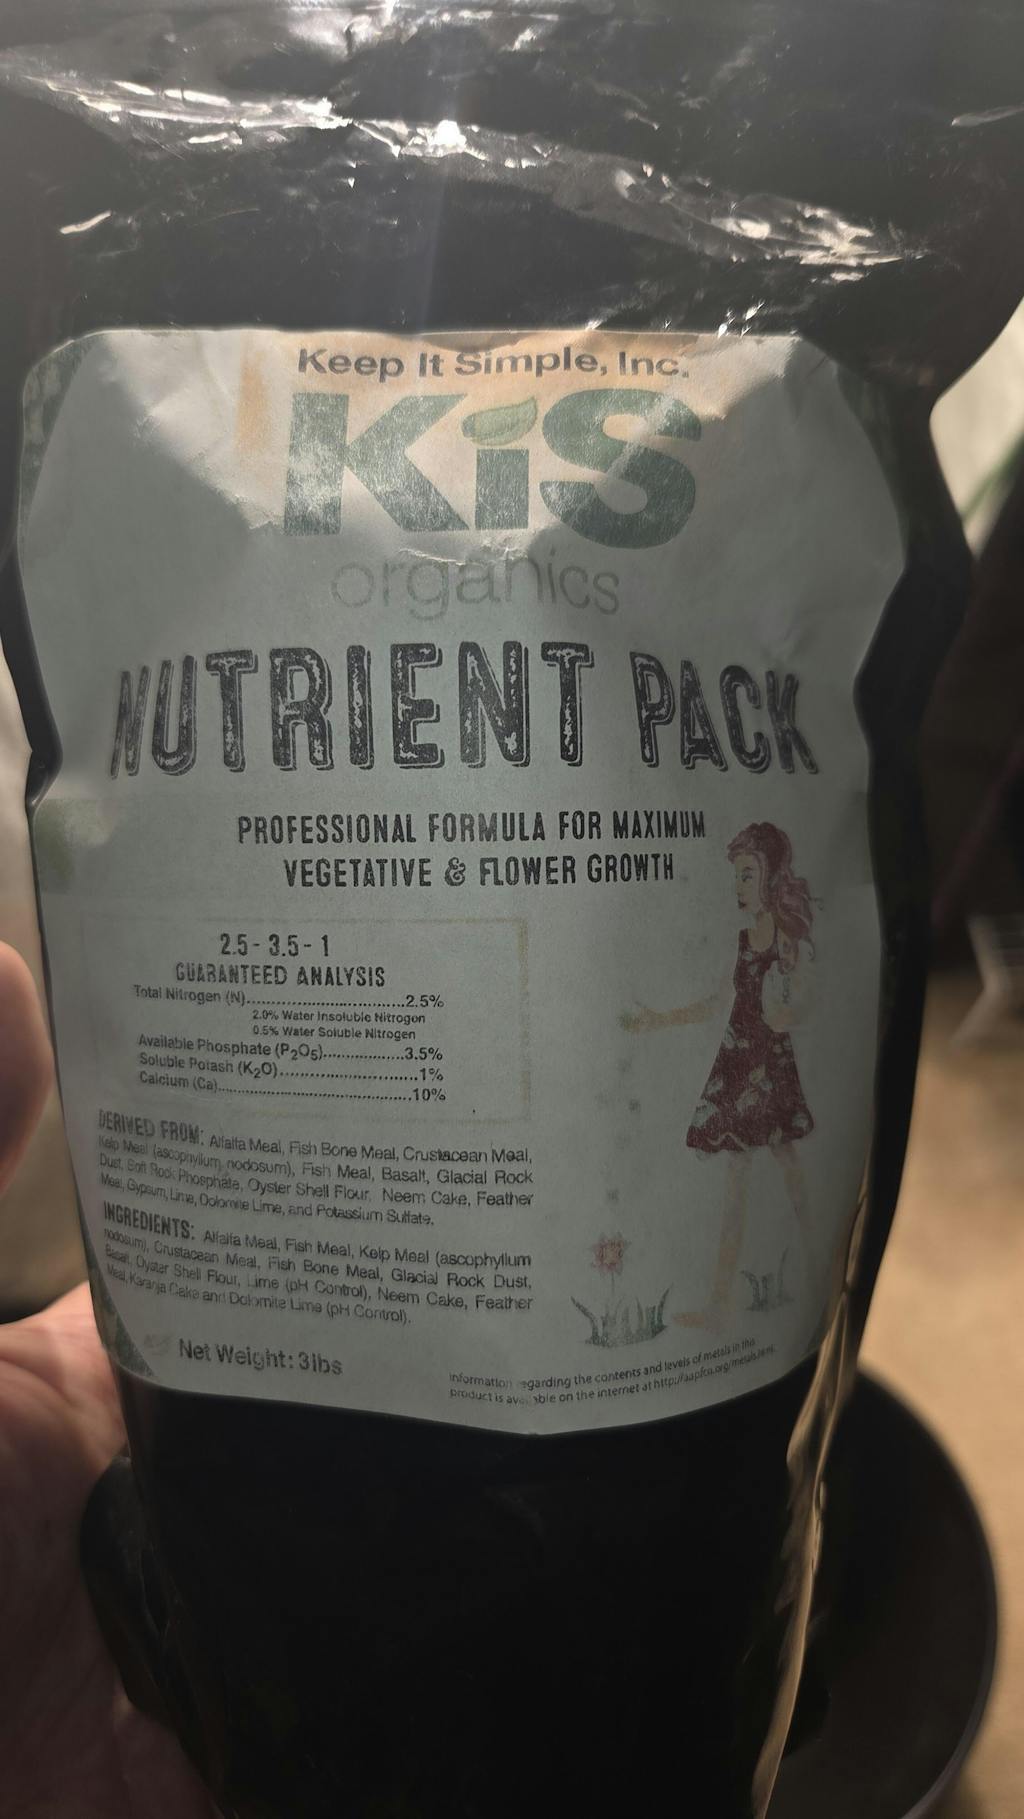 Keep It Simple, Inc.
KiS
organics
NUTRIENT PACK
PROFESSIONAL FORMULA FOR MAXIMUM
VEGETATIVE & FLOWER GROWTH
2.5 - 3.5 - 1
GUARANTEED ANALYSIS
Total Nitrogen (N)..............................2.5%
2.0% Water Insoluble Nitrogen
0.5% Water Soluble Nitrogen
Available Phosphate (P₂O₅)..................3.5%
Soluble Potash (K₂O)..........................1%
Calcium (Ca).....................................10%
DERIVED FROM: Alfalfa Meal, Fish Bone Meal, Crustacean Meal,
Kelp Meal (ascophyllum nodosum), Fish Meal, Basalt, Glacial Rock
Dust, Soft Rock Phosphate, Oyster Shell Flour, Neem Cake, Feather
Meal, Gypsum, Lime, Dolomite Lime, and Potassium Sulfate.
INGREDIENTS: Alfalfa Meal, Fish Meal, Kelp Meal (ascophyllum
nodosum), Crustacean Meal, Fish Bone Meal, Glacial Rock Dust,
Basalt, Oyster Shell Flour, Lime (pH Control), Neem Cake, Feather
Meal, Karanja Cake and Dolomite Lime (pH Control).
Net Weight: 3lbs
Information regarding the contents and levels of metals in this
product is available on the internet at http://aapfco.org/metals.html.